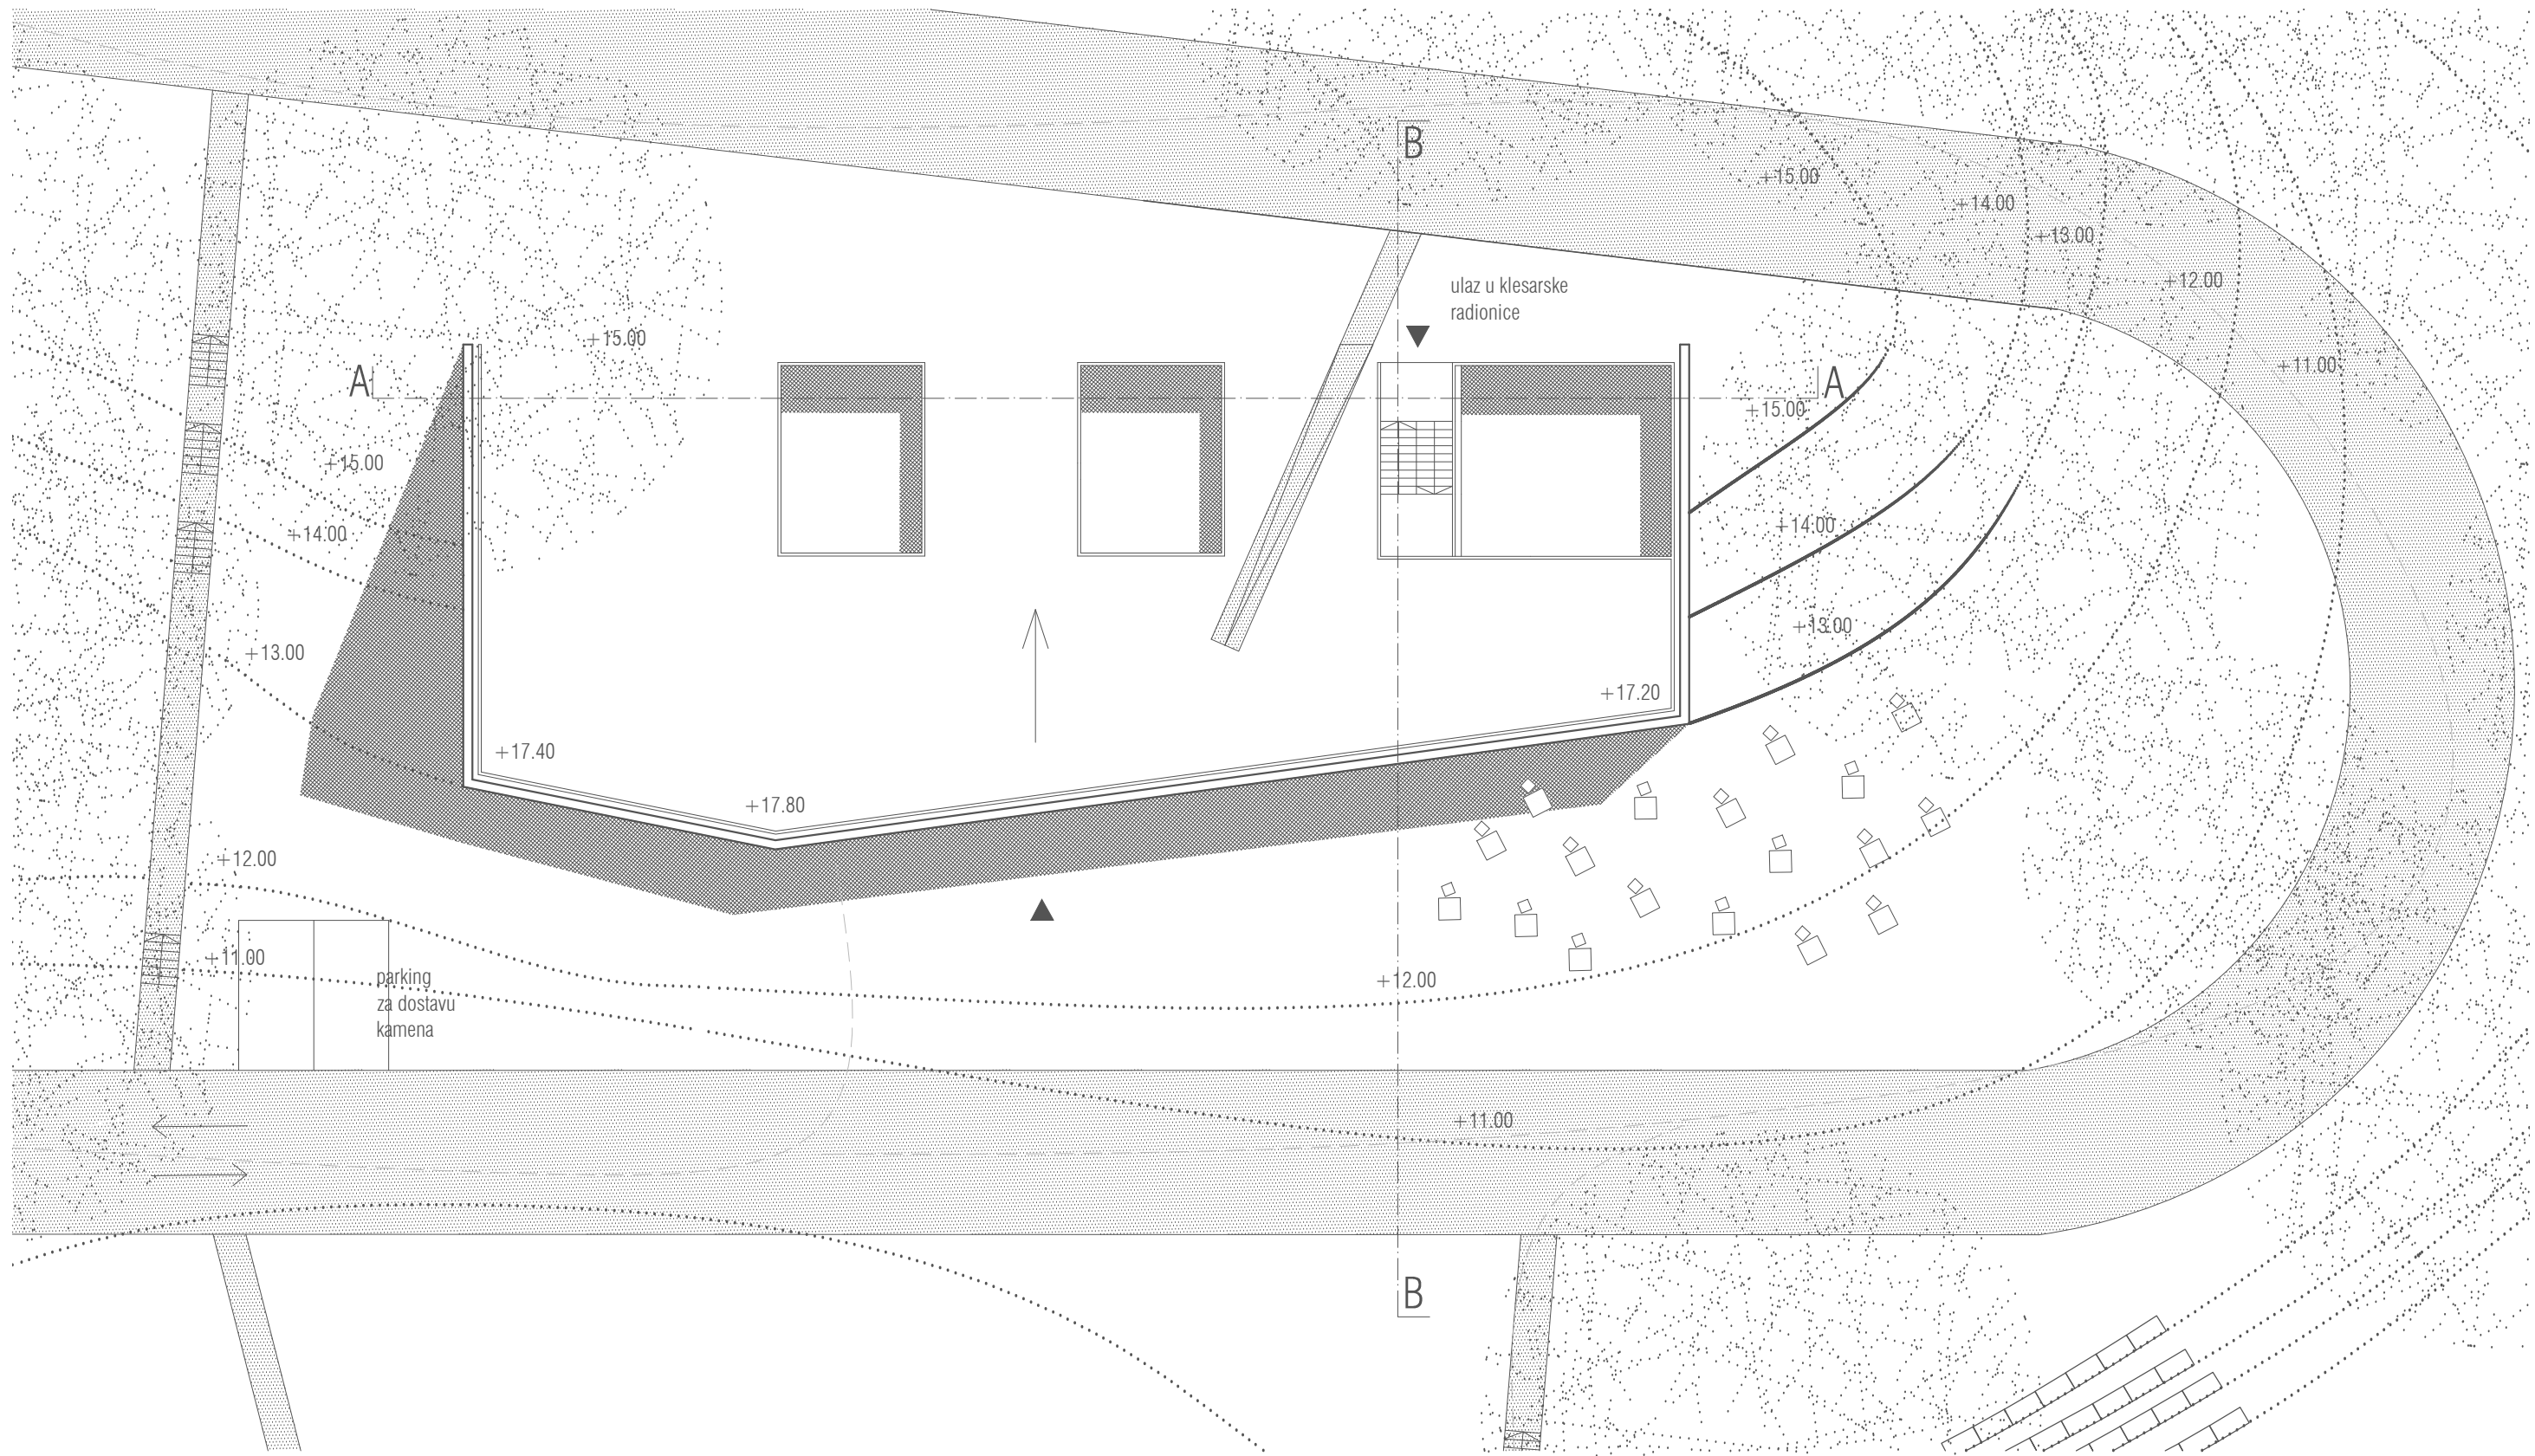 B
+15.00
+14.00
+13.00
+12.00
ulaz u klesarske
radionice
+15.00
+11.00
A
A
+15.00
+15.00
+14.00
+14.00
+13.00
+13.00
+17.20
+17.40
+17.80
+12.00
+11.00
parking
za dostavu
kamena
+12.00
+11.00
B